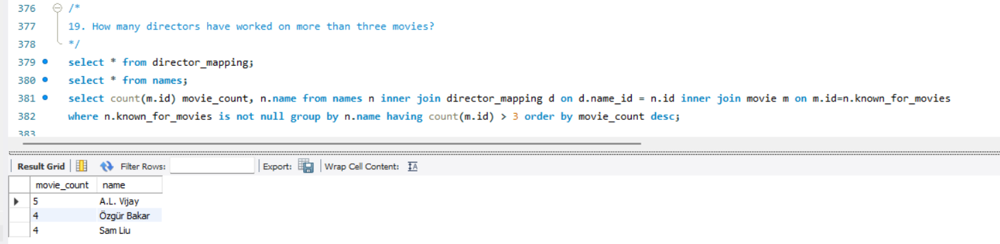 376 /*
377 19. How many directors have worked on more than three movies?
378 */
379 select * from director_mapping;
380 select * from names;
381 select count(m.id) movie_count, n.name from names n inner join director_mapping d on d.name_id = n.id inner join movie m on m.id=n.known_for_movies
382 where n.known_for_movies is not null group by n.name having count(m.id) > 3 order by movie_count desc;
383
Result Grid Filter Rows: Export: Wrap Cell Content: IA
movie_count name
5 A.L. Vijay
4 Özgür Bakar
4 Sam Liu